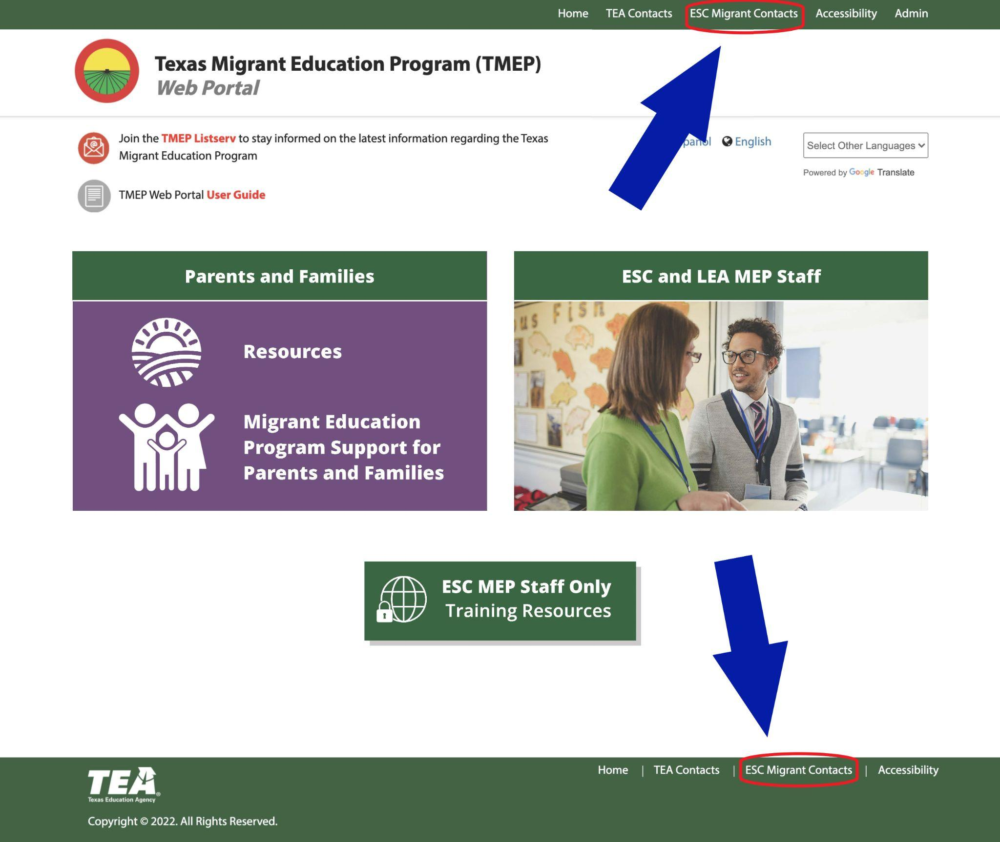 Home TEA Contacts ESC Migrant Contacts Accessibility Admin
Texas Migrant Education Program (TMEP)
Web Portal
Join the TMEP Listserv to stay informed on the latest information regarding the Texas
Migrant Education Program
English
Select Other Languages
Powered by Google Translate
TMEP Web Portal User Guide
Parents and Families
Resources
Migrant Education
Program Support for
Parents and Families
ESC and LEA MEP Staff
us Fish
ESC MEP Staff Only
Training Resources
Home | TEA Contacts | ESC Migrant Contacts | Accessibility
TEA®
Texas Education Agency
Copyright © 2022. All Rights Reserved.